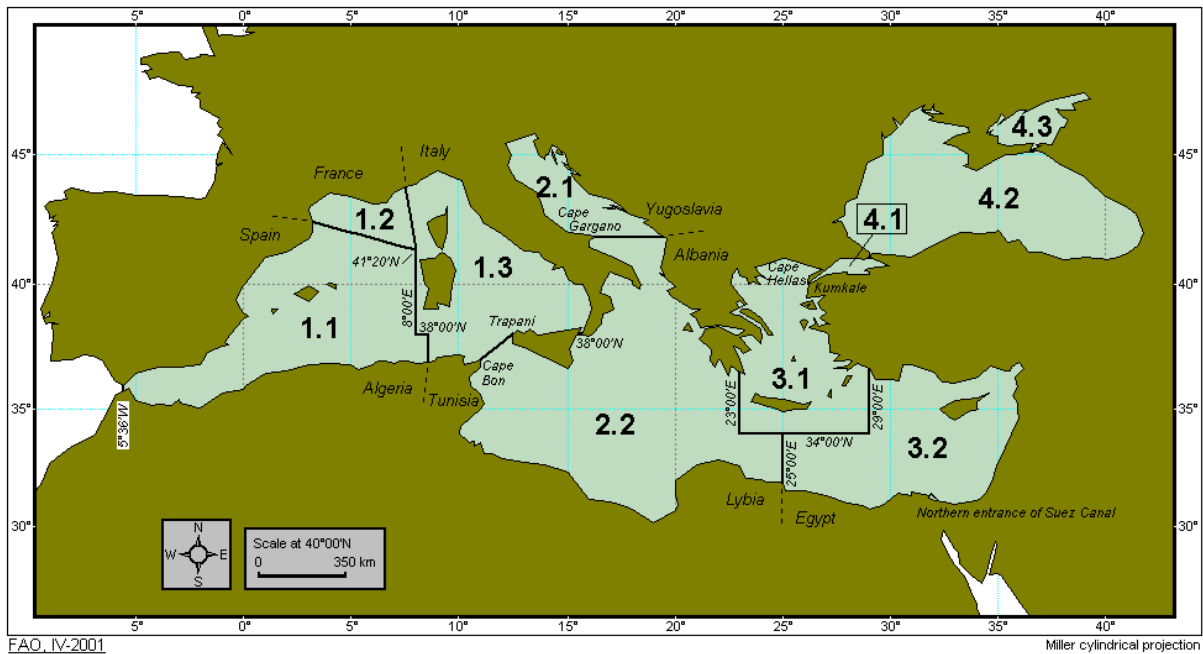 5° 0° 5° 10° 15° 20° 25° 30° 35° 40°
45° 45°
40° 40°
35° 35°
30° 30°
4.3
Italy
France
2.1
4.2
1.2
Cape
Gargano
Yugoslavia
4.1
Spain
41°20'N
1.3
Albania
Cape
Hellas
Kumkale
8°00'E
1.1
38°00'N
Trapani
38°00'N
Cape
Bon
3.1
Algeria
Tunisia
23°00'E
29°00'E
5°36'W
2.2
34°00'N
3.2
25°00'E
Lybia
Egypt
Northern entrance of Suez Canal
N
W E
S
Scale at 40°00'N
0 350 km
5° 0° 5° 10° 15° 20° 25° 30° 35° 40°
FAO, IV-2001
Miller cylindrical projection